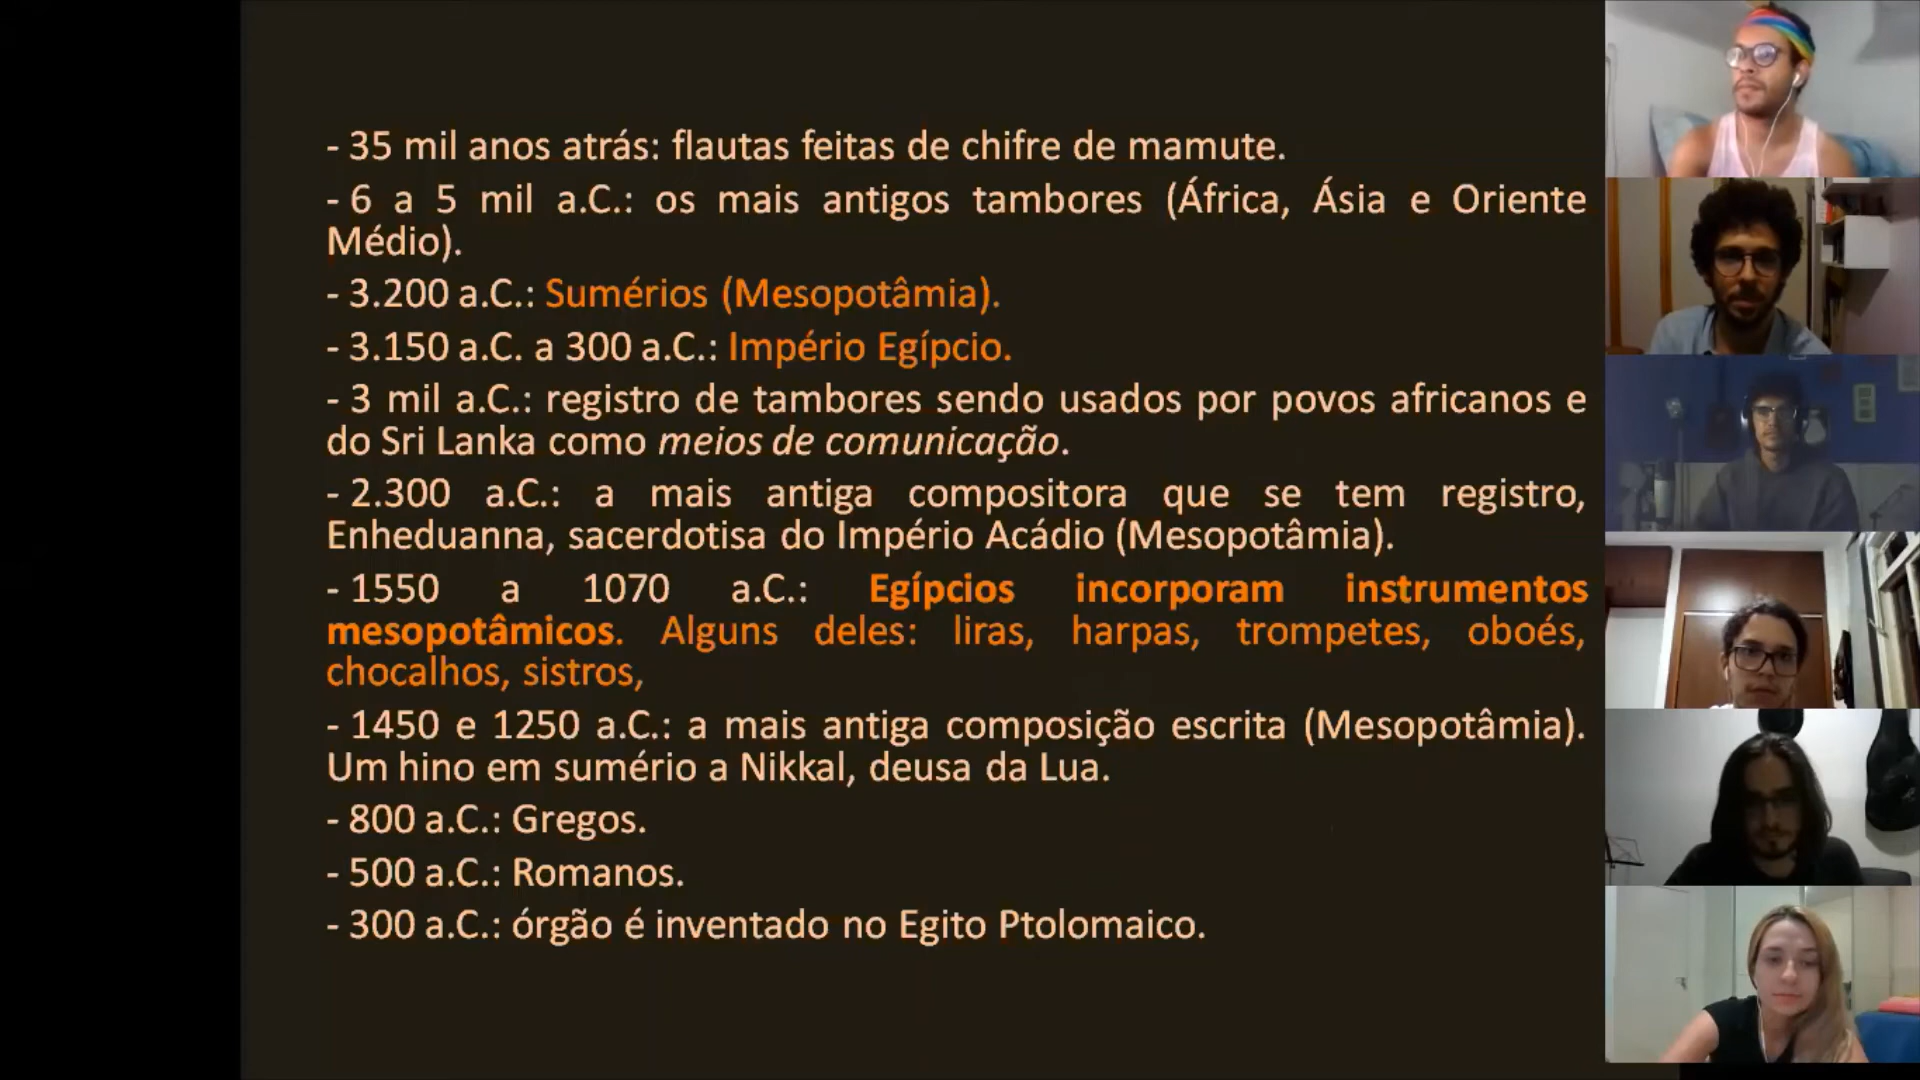 - 35 mil anos atrás: flautas feitas de chifre de mamute.
- 6 a 5 mil a.C.: os mais antigos tambores (África, Ásia e Oriente
Médio).
- 3.200 a.C.: Sumérios (Mesopotâmia).
- 3.150 a.C. a 300 a.C.: Império Egípcio.
- 3 mil a.C.: registro de tambores sendo usados por povos africanos e
do Sri Lanka como meios de comunicação.
- 2.300 a.C.: a mais antiga compositora que se tem registro,
Enheduanna, sacerdotisa do Império Acádio (Mesopotâmia).
- 1550 a 1070 a.C.: Egípcios incorporam instrumentos
mesopotâmicos. Alguns deles: liras, harpas, trompetes, oboés,
chocalhos, sistros,
- 1450 e 1250 a.C.: a mais antiga composição escrita (Mesopotâmia).
Um hino em sumério a Nikkal, deusa da Lua.
- 800 a.C.: Gregos.
- 500 a.C.: Romanos.
- 300 a.C.: órgão é inventado no Egito Ptolomaico.